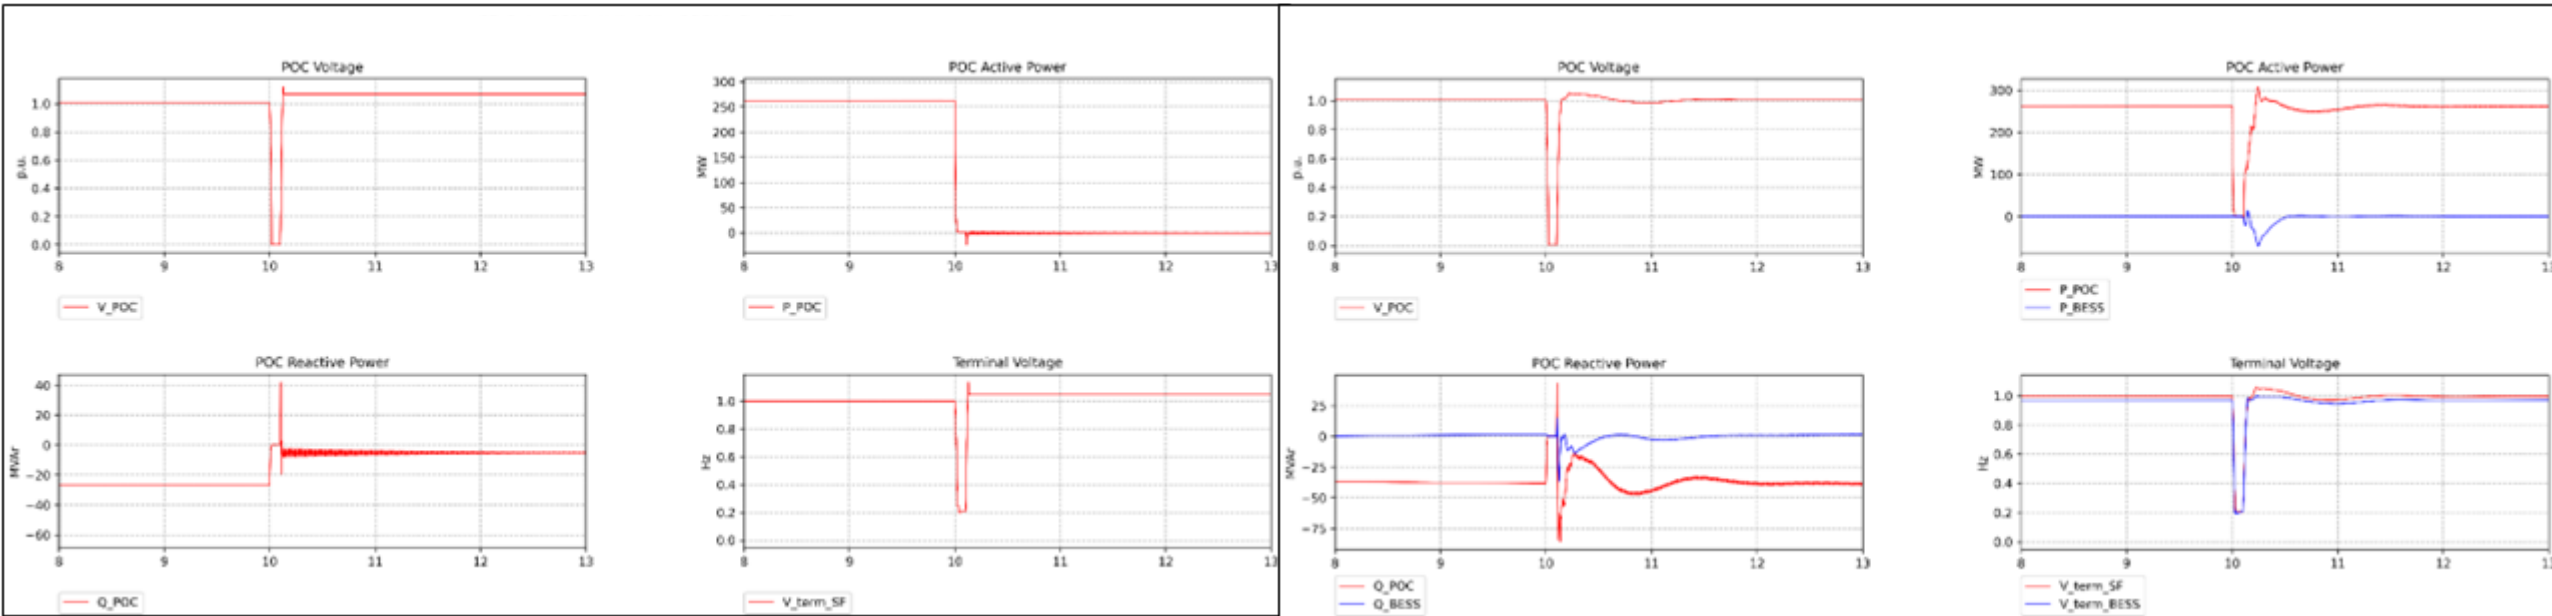 POC Voltage
p.u.
1.0
0.8
0.6
0.4
0.2
0.0
8 9 10 11 12 13
V_POC
POC Active Power
MW
300
250
200
150
100
50
0
8 9 10 11 12 13
P_POC
POC Reactive Power
MVAr
40
20
0
−20
−40
−60
8 9 10 11 12 13
Q_POC
Terminal Voltage
Hz
1.0
0.8
0.6
0.4
0.2
0.0
8 9 10 11 12 13
V_term_SF
POC Voltage
p.u.
1.0
0.8
0.6
0.4
0.2
0.0
8 9 10 11 12 13
V_POC
POC Active Power
MW
300
200
100
0
8 9 10 11 12
P_POC
P_BESS
POC Reactive Power
MVAr
25
0
−25
−50
−75
8 9 10 11 12 13
Q_POC
Q_BESS
Terminal Voltage
Hz
1.0
0.8
0.6
0.4
0.2
0.0
8 9 10 11 12
V_term_SF
V_term_BESS